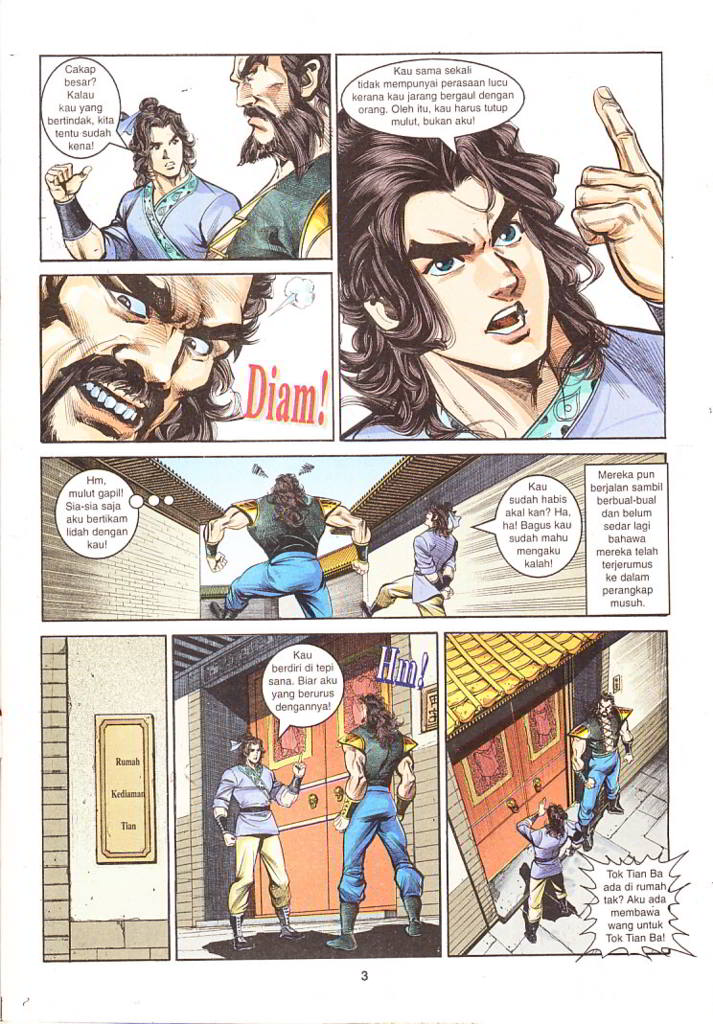 Cakap
besar?
Kalau
kau yang
bertindak, kita
tentu sudah
kena!
Kau sama sekali
tidak mempunyai perasaan lucu
kerana kau jarang bergaul dengan
orang. Oleh itu, kau harus tutup
mulut, bukan aku!
Diam!
Hm,
mulut gapil!
Sia-sia saja
aku bertikam
lidah dengan
kau!
Kau
sudah habis
akal kan? Ha,
ha! Bagus kau
sudah mahu
mengaku
kalah!
Mereka pun
berjalan sambil
berbual-bual
dan belum
sedar lagi
bahawa
mereka telah
terjerumus
ke dalam
perangkap
musuh.
Rumah
Kediaman
Tian
Kau
berdiri di tepi
sana. Biar aku
yang berurus
dengannya!
Hm!
Tok Tian Ba
ada di rumah
tak? Aku ada
membawa
wang untuk
Tok Tian Ba!
3